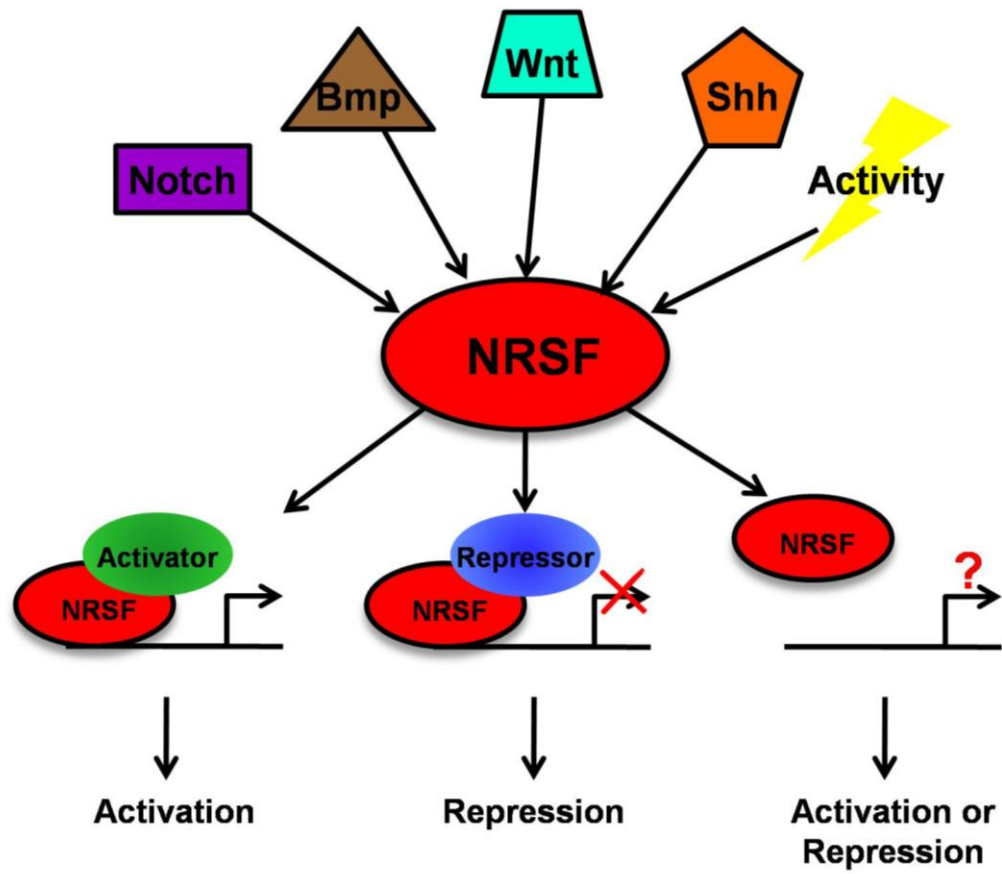 Wnt
Bmp
Shh
Notch
Activity
NRSF
Activator
NRSF
Repressor
NRSF
NRSF
?
Activation
Repression
Activation or
Repression